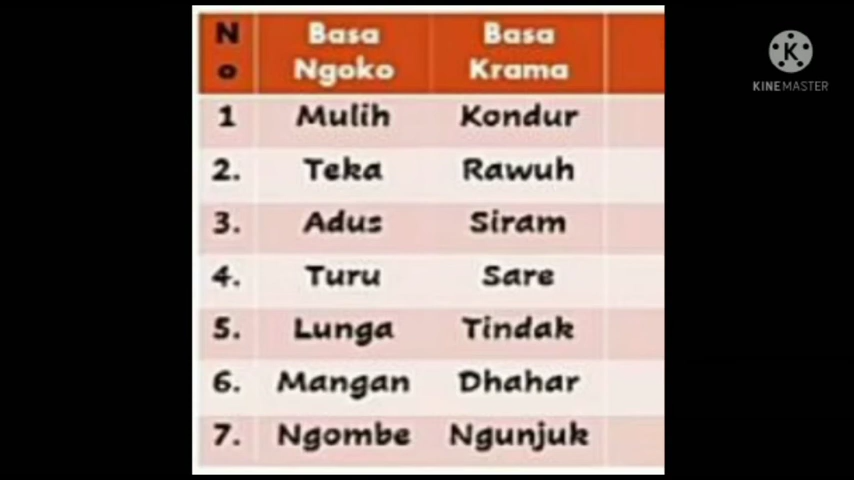 N
o
Basa
Ngoko
Basa
Krama
1 Mulih Kondur
2. Teka Rawuh
3. Adus Siram
4. Turu Sare
5. Lunga Tindak
6. Mangan Dhahar
7. Ngombe Ngunjuk
K
KINEMASTER